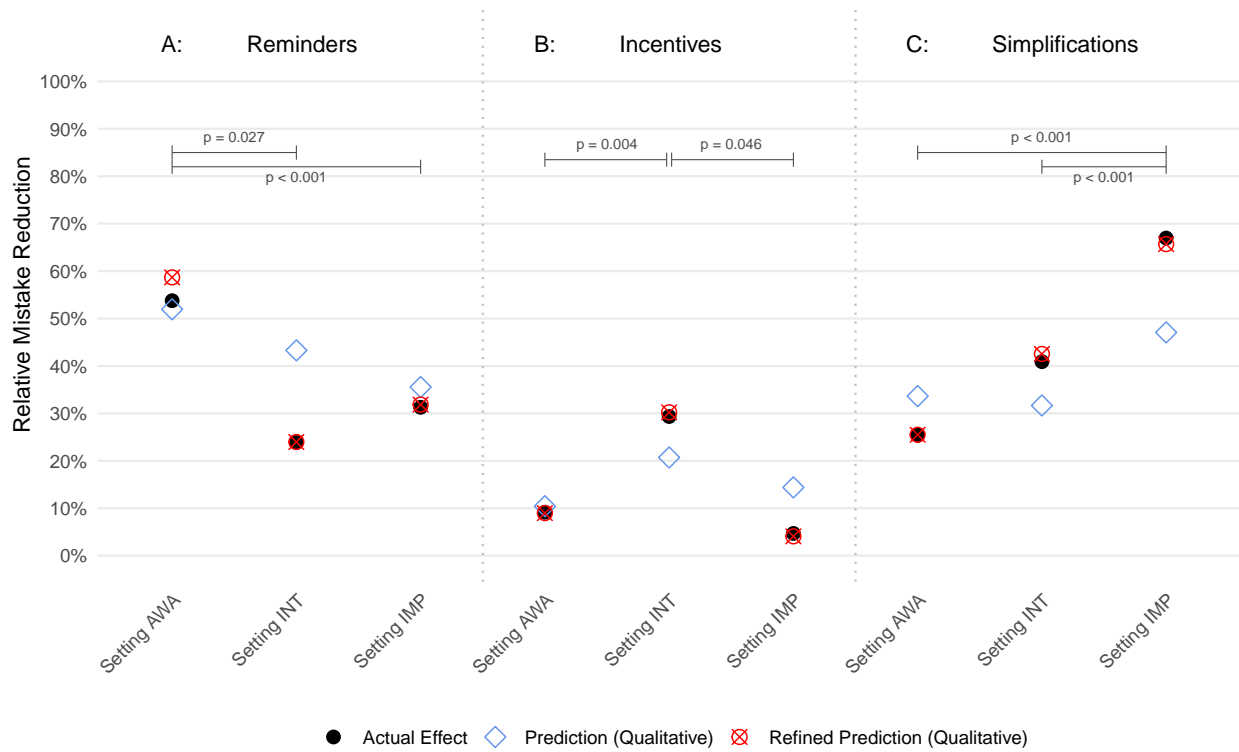 A: Reminders
B: Incentives
C: Simplifications
Relative Mistake Reduction
100%
90%
80%
70%
60%
50%
40%
30%
20%
10%
0%
p = 0.027
p < 0.001
p = 0.004
p = 0.046
p < 0.001
p < 0.001
Setting AWA
Setting INT
Setting IMP
Setting AWA
Setting INT
Setting IMP
Setting AWA
Setting INT
Setting IMP
Actual Effect
Prediction (Qualitative)
Refined Prediction (Qualitative)